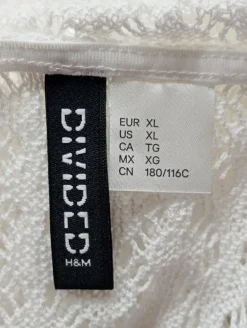 DIVIDED
H&M
EUR XL
US XL
CA TG
MX XG
CN 180/116C